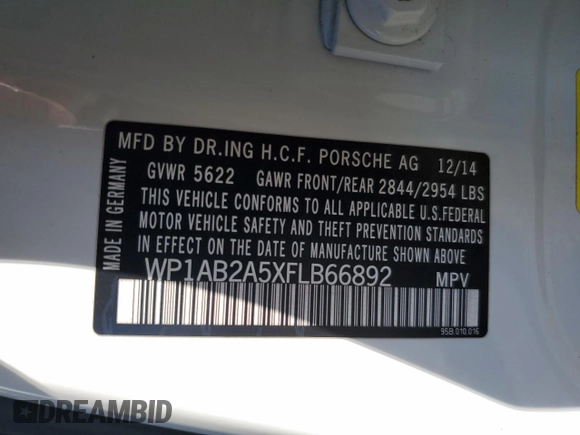 MADE IN GERMANY
MFD BY DR.ING H.C.F. PORSCHE AG 12/14
GVWR 5622 GAWR FRONT/REAR 2844/2954 LBS
THIS VEHICLE CONFORMS TO ALL APPLICABLE U.S.FEDERAL
MOTOR VEHICLE SAFETY AND THEFT PREVENTION STANDARDS
IN EFFECT ON THE DATE OF MANUFACTURE SHOWN ABOVE
WP1AB2A5XFLB66892 MPV
95B.010.016
DREAMBID